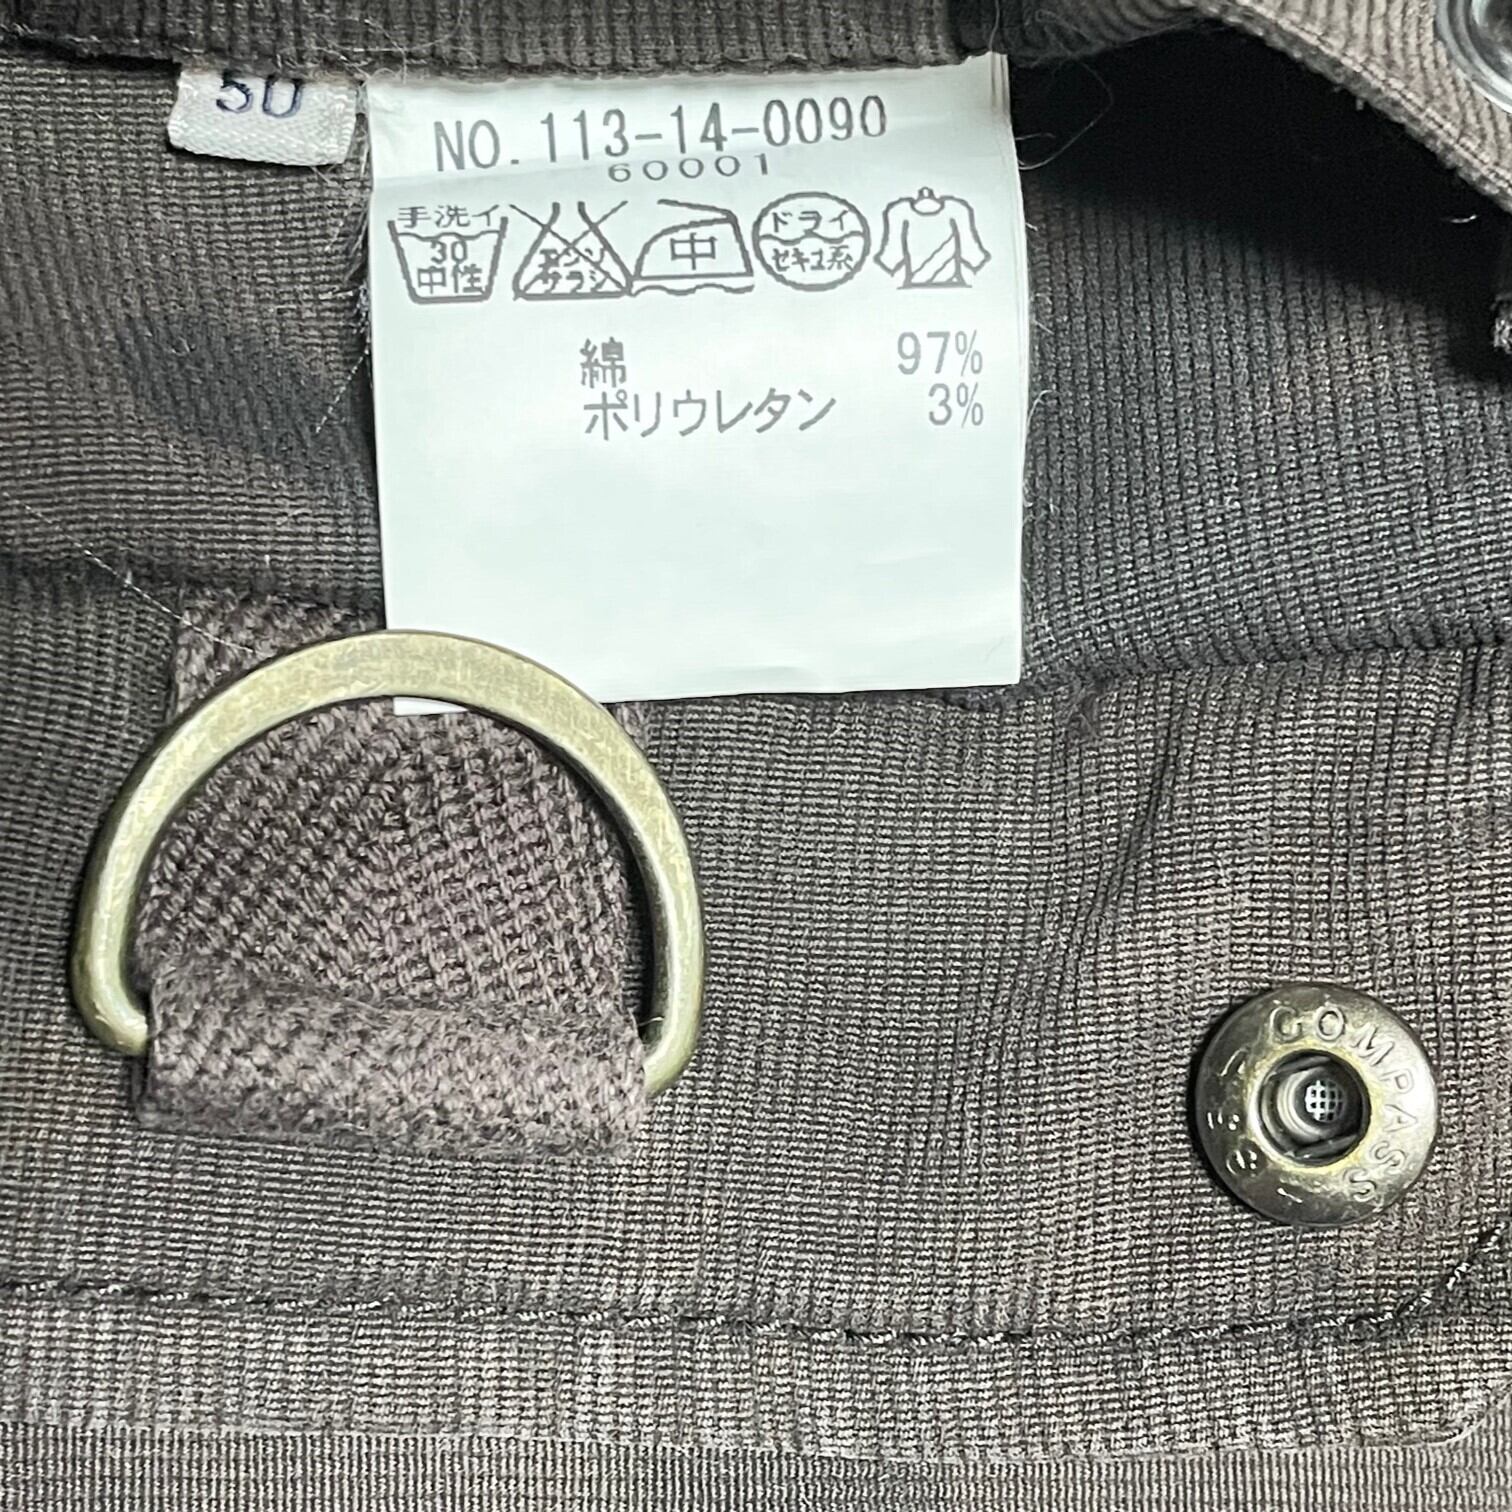 50
NO. 113-14-0090
60001
手洗イ
30
中性
エンソ
サラシ
中
ドライ
セキユ系
綿 97%
ポリウレタン 3%
COMPASS
1881